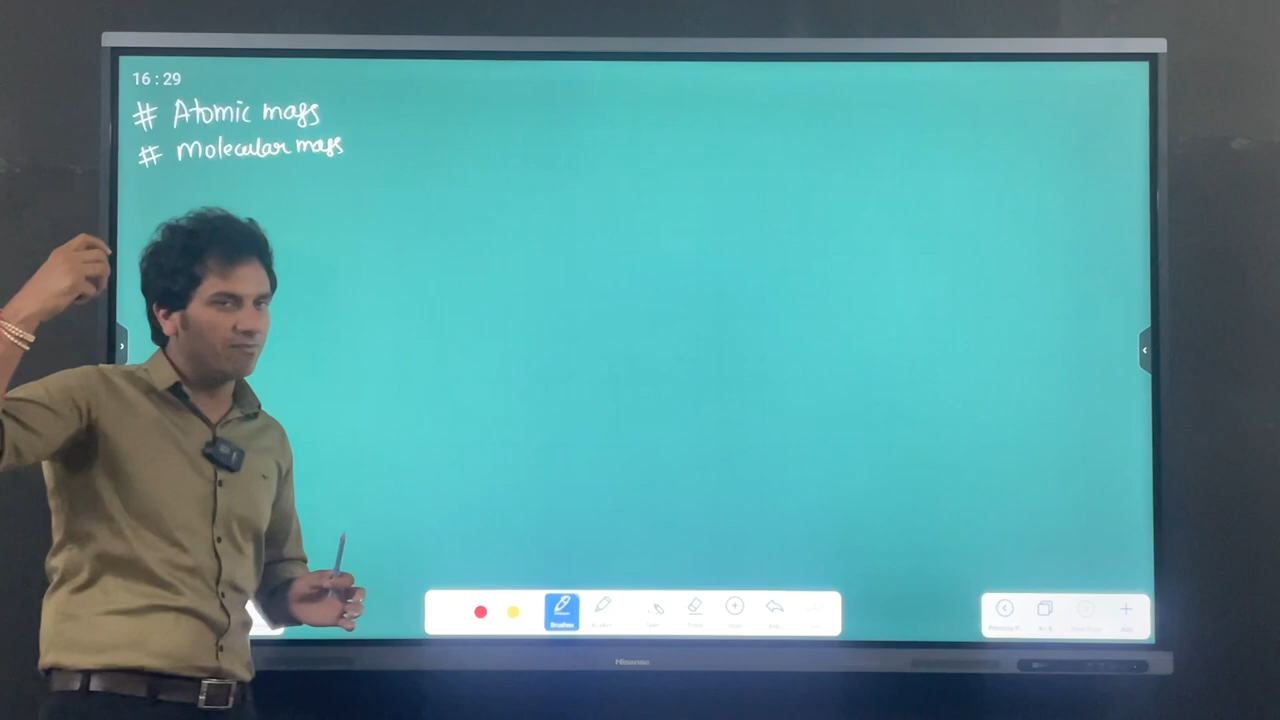 16:29
# Atomic mass
# Molecular mass
Brushes
Hisense